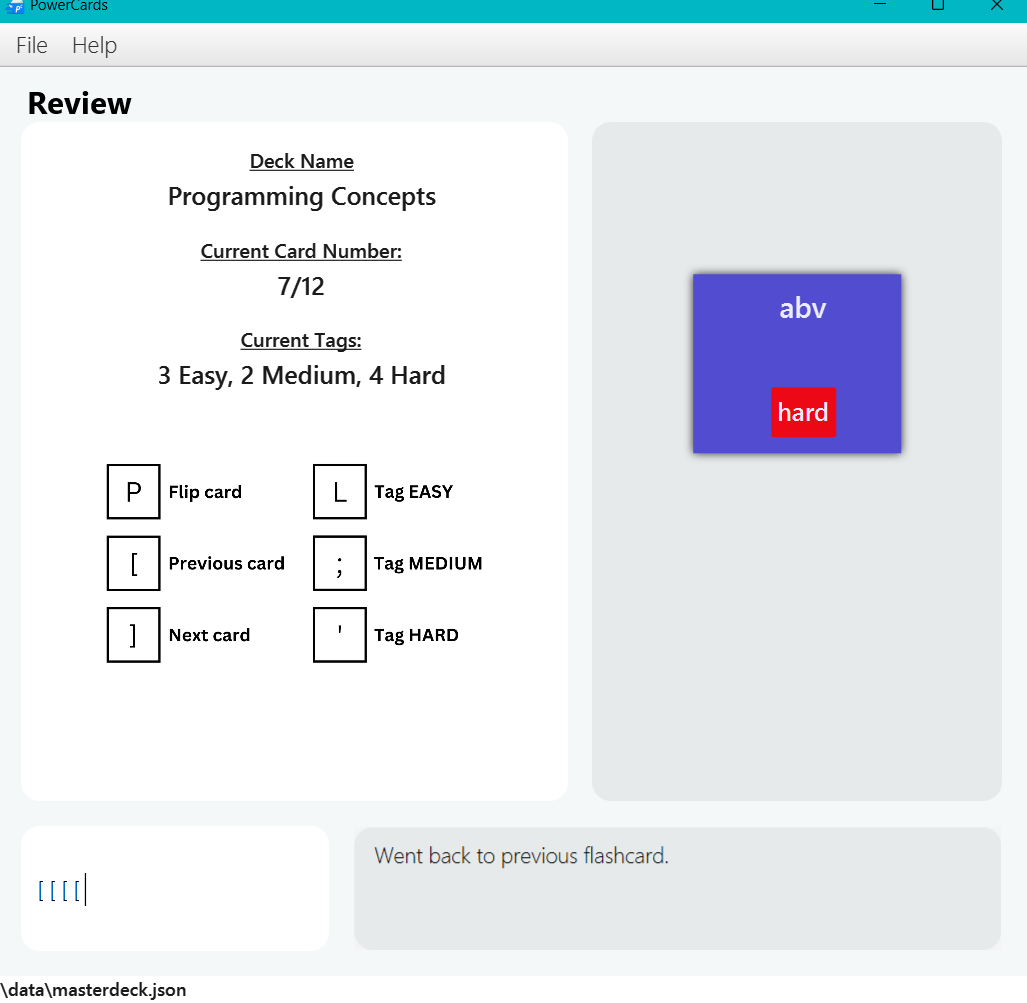 PowerCards
File Help
Review
Deck Name
Programming Concepts
Current Card Number:
7/12
Current Tags:
3 Easy, 2 Medium, 4 Hard
P Flip card L Tag EASY
[ Previous card ; Tag MEDIUM
] Next card ' Tag HARD
abv
hard
[ [ [ [
Went back to previous flashcard.
\data\masterdeck.json